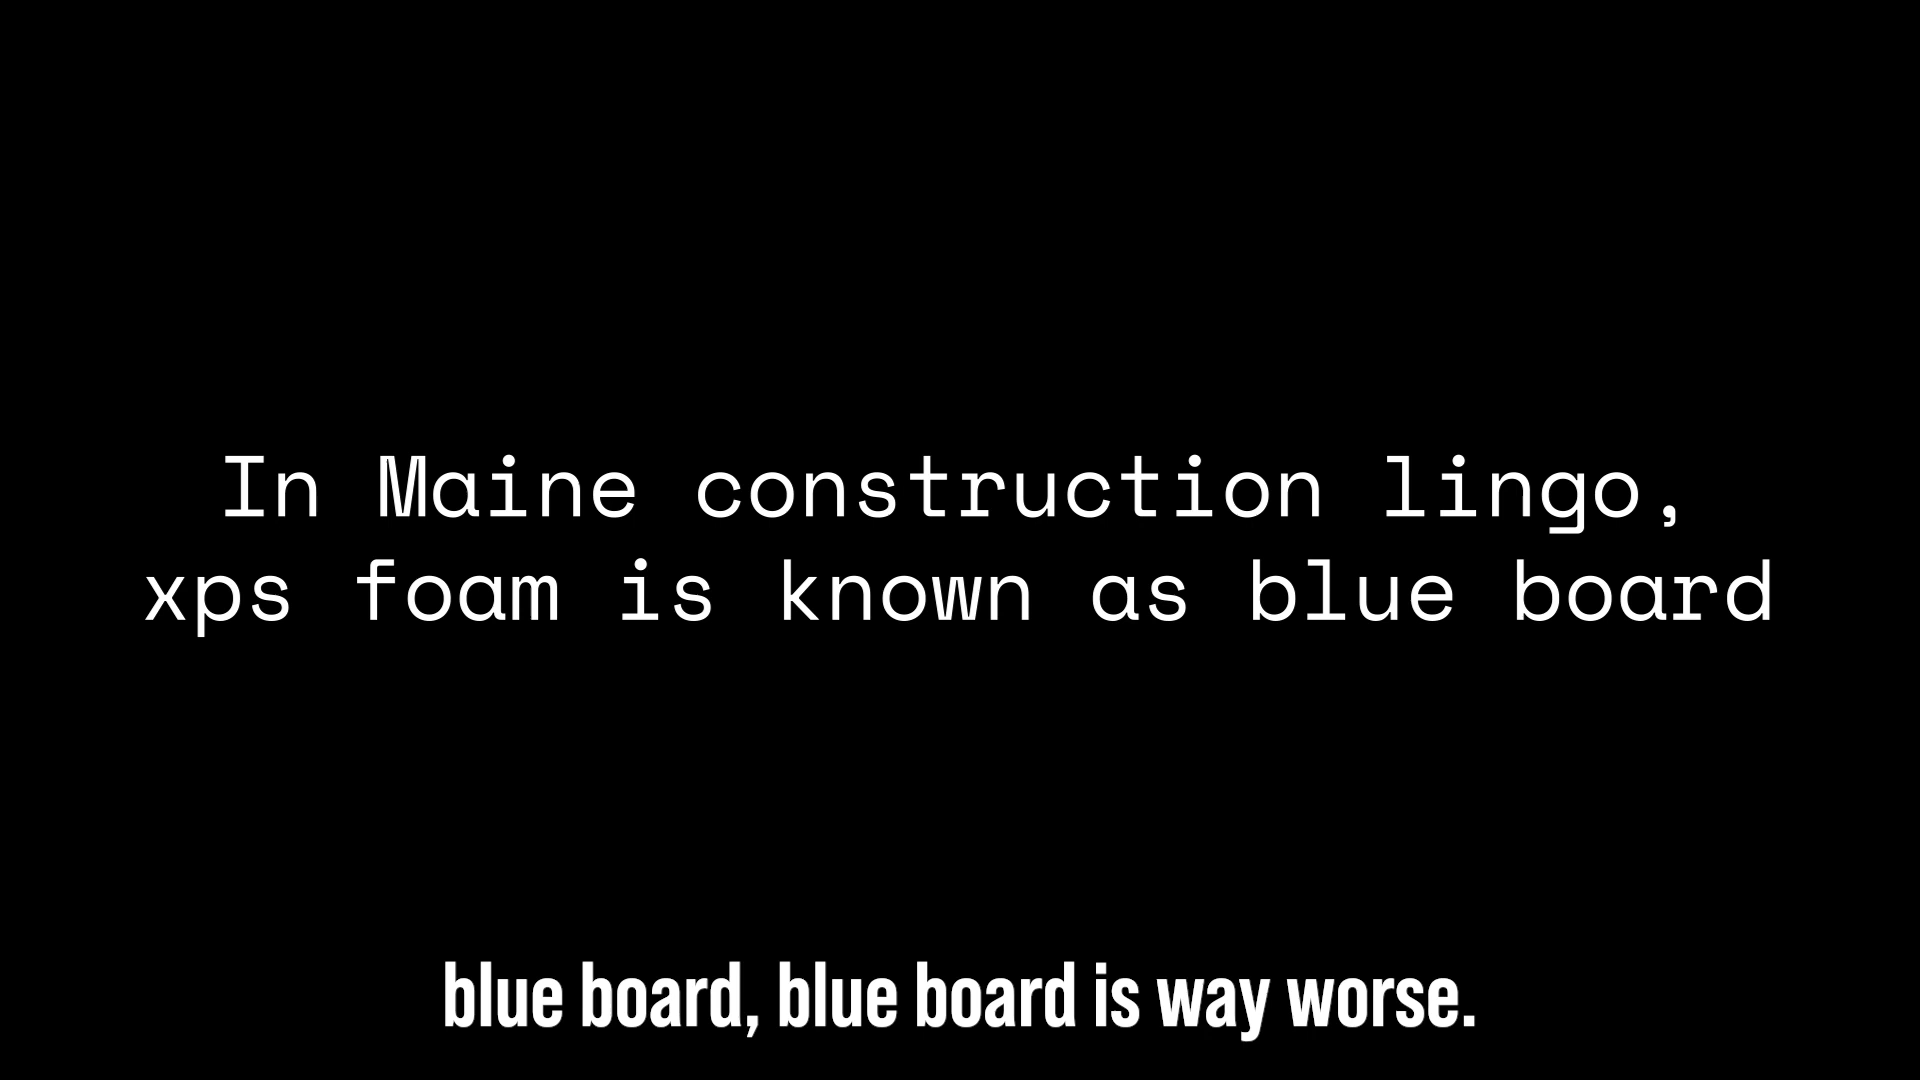 In Maine construction lingo,
xps foam is known as blue board
blue board, blue board is way worse.